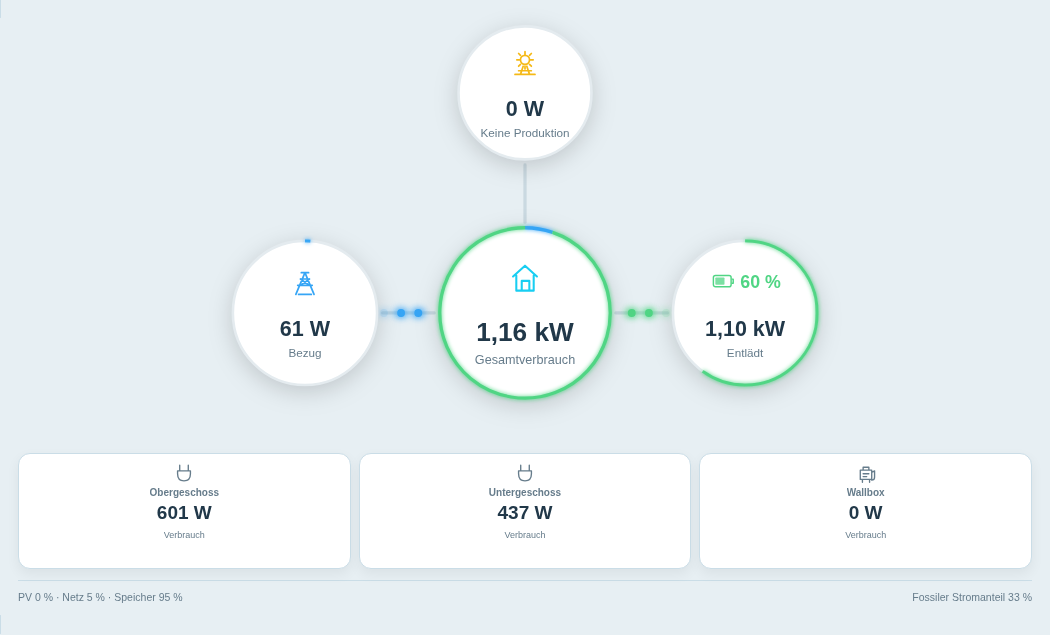 0 W
Keine Produktion
61 W
Bezug
1,16 kW
Gesamtverbrauch
60 %
1,10 kW
Entlädt
Obergeschoss
601 W
Verbrauch
Untergeschoss
437 W
Verbrauch
Wallbox
0 W
Verbrauch
PV 0 % · Netz 5 % · Speicher 95 %
Fossiler Stromanteil 33 %